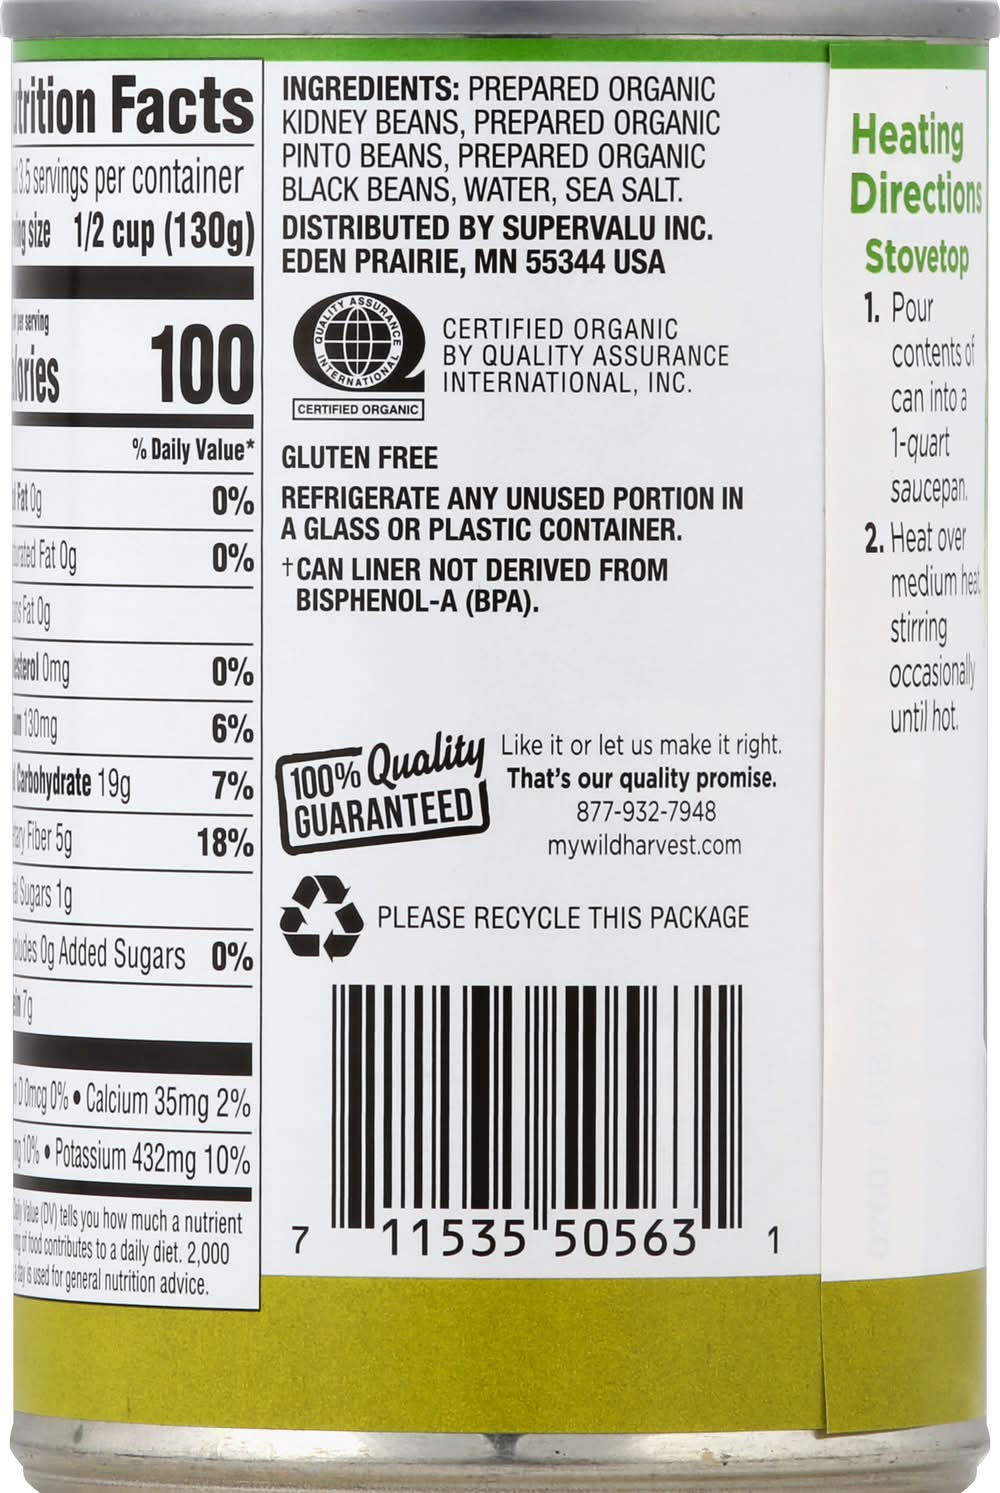 Facts
3.5 servings per container
size 1/2 cup (130g)
per serving
100
% Daily Value*
Fat 0g 0%
Fat 0g 0%
Fat 0g
0mg 0%
130mg 6%
Carbohydrate 19g 7%
Fiber 5g 18%
Sugars 1g
0g Added Sugars 0%
7g
D 0mcg 0% • Calcium 35mg 2%
10% • Potassium 432mg 10%
Daily Value (DV) tells you how much a nutrient
of food contributes to a daily diet. 2,000
day is used for general nutrition advice.
INGREDIENTS: PREPARED ORGANIC
KIDNEY BEANS, PREPARED ORGANIC
PINTO BEANS, PREPARED ORGANIC
BLACK BEANS, WATER, SEA SALT.
DISTRIBUTED BY SUPERVALU INC.
EDEN PRAIRIE, MN 55344 USA
QUALITY ASSURANCE
INTERNATIONAL
CERTIFIED ORGANIC
CERTIFIED ORGANIC
BY QUALITY ASSURANCE
INTERNATIONAL, INC.
GLUTEN FREE
REFRIGERATE ANY UNUSED PORTION IN
A GLASS OR PLASTIC CONTAINER.
†CAN LINER NOT DERIVED FROM
BISPHENOL-A (BPA).
100% Quality
GUARANTEED
Like it or let us make it right.
That's our quality promise.
877-932-7948
mywildharvest.com
PLEASE RECYCLE THIS PACKAGE
7 11535 50563 1
Heating
Directions
Stovetop
1. Pour
contents of
can into a
1-quart
saucepan.
2. Heat over
medium heat,
stirring
occasionally
until hot.